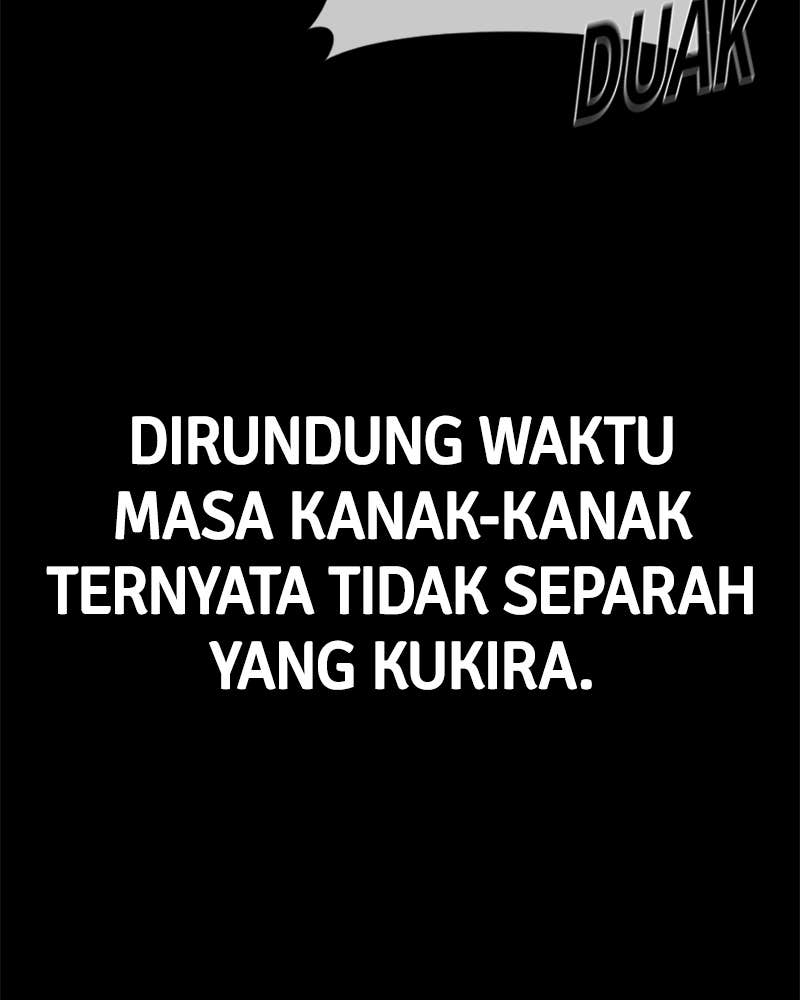 DUAK
DIRUNDUNG WAKTU
MASA KANAK-KANAK
TERNYATA TIDAK SEPARAH
YANG KUKIRA.